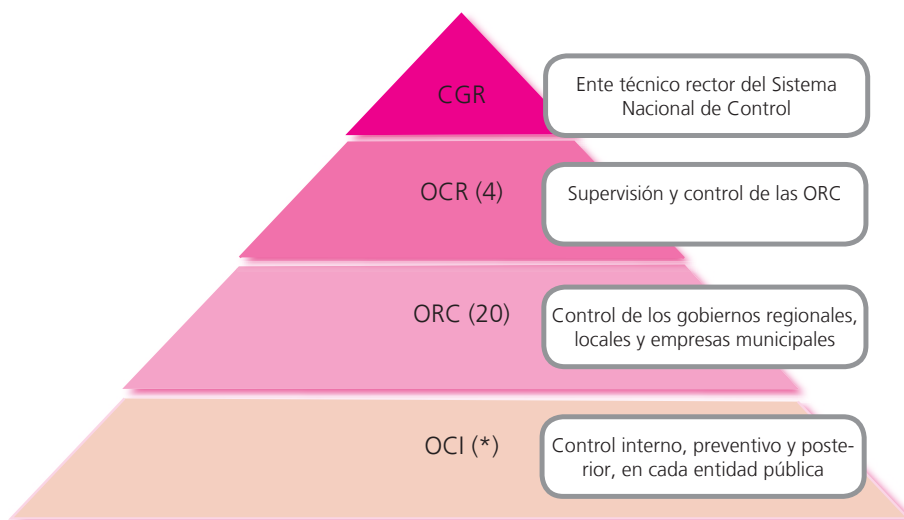 CGR
Ente técnico rector del Sistema
Nacional de Control
OCR (4)
Supervisión y control de las ORC
ORC (20)
Control de los gobiernos regionales,
locales y empresas municipales
OCI (*)
Control interno, preventivo y poste-
rior, en cada entidad pública